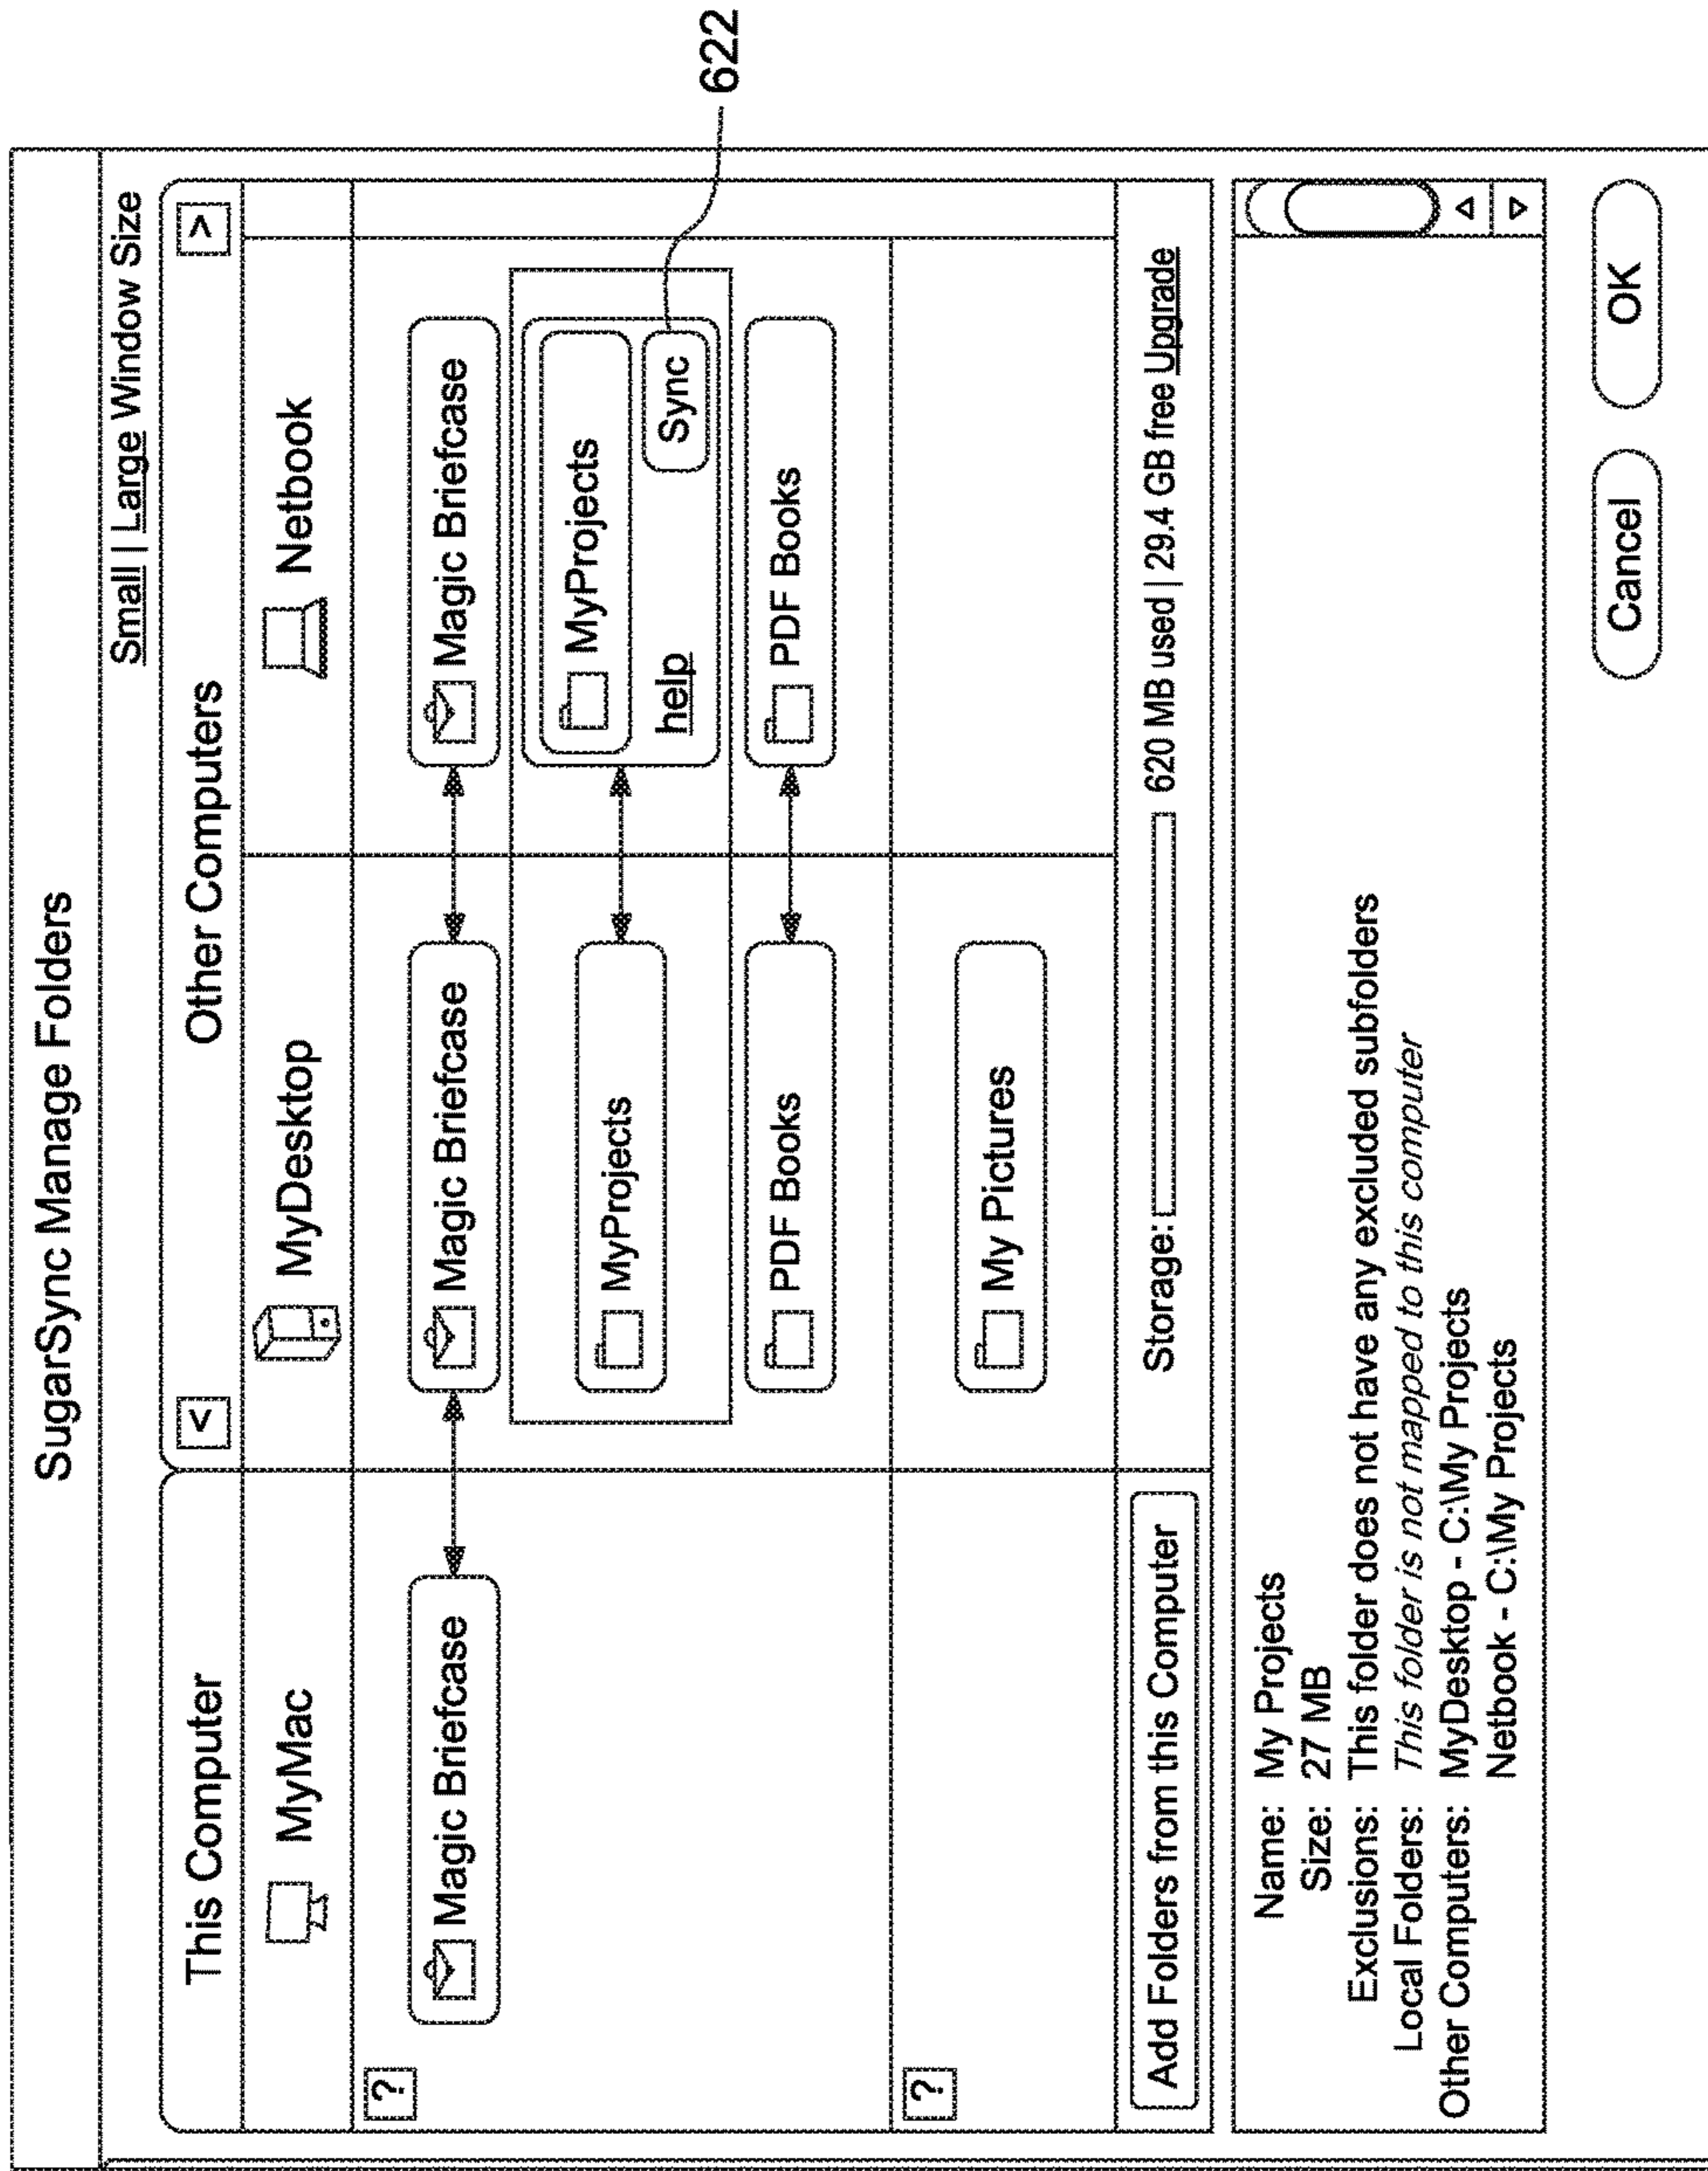 SugarSync Manage Folders
Small | Large Window Size
This Computer
< Other Computers >
MyMac MyDesktop Netbook
?
Magic Briefcase Magic Briefcase Magic Briefcase
MyProjects MyProjects
help Sync
622
PDF Books PDF Books
?
My Pictures
Add Folders from this Computer Storage: 620 MB used | 29.4 GB free Upgrade
Name: My Projects
Size: 27 MB
Exclusions: This folder does not have any excluded subfolders
Local Folders: This folder is not mapped to this computer
Other Computers: MyDesktop - C:\My Projects
Netbook - C:\My Projects
Cancel OK